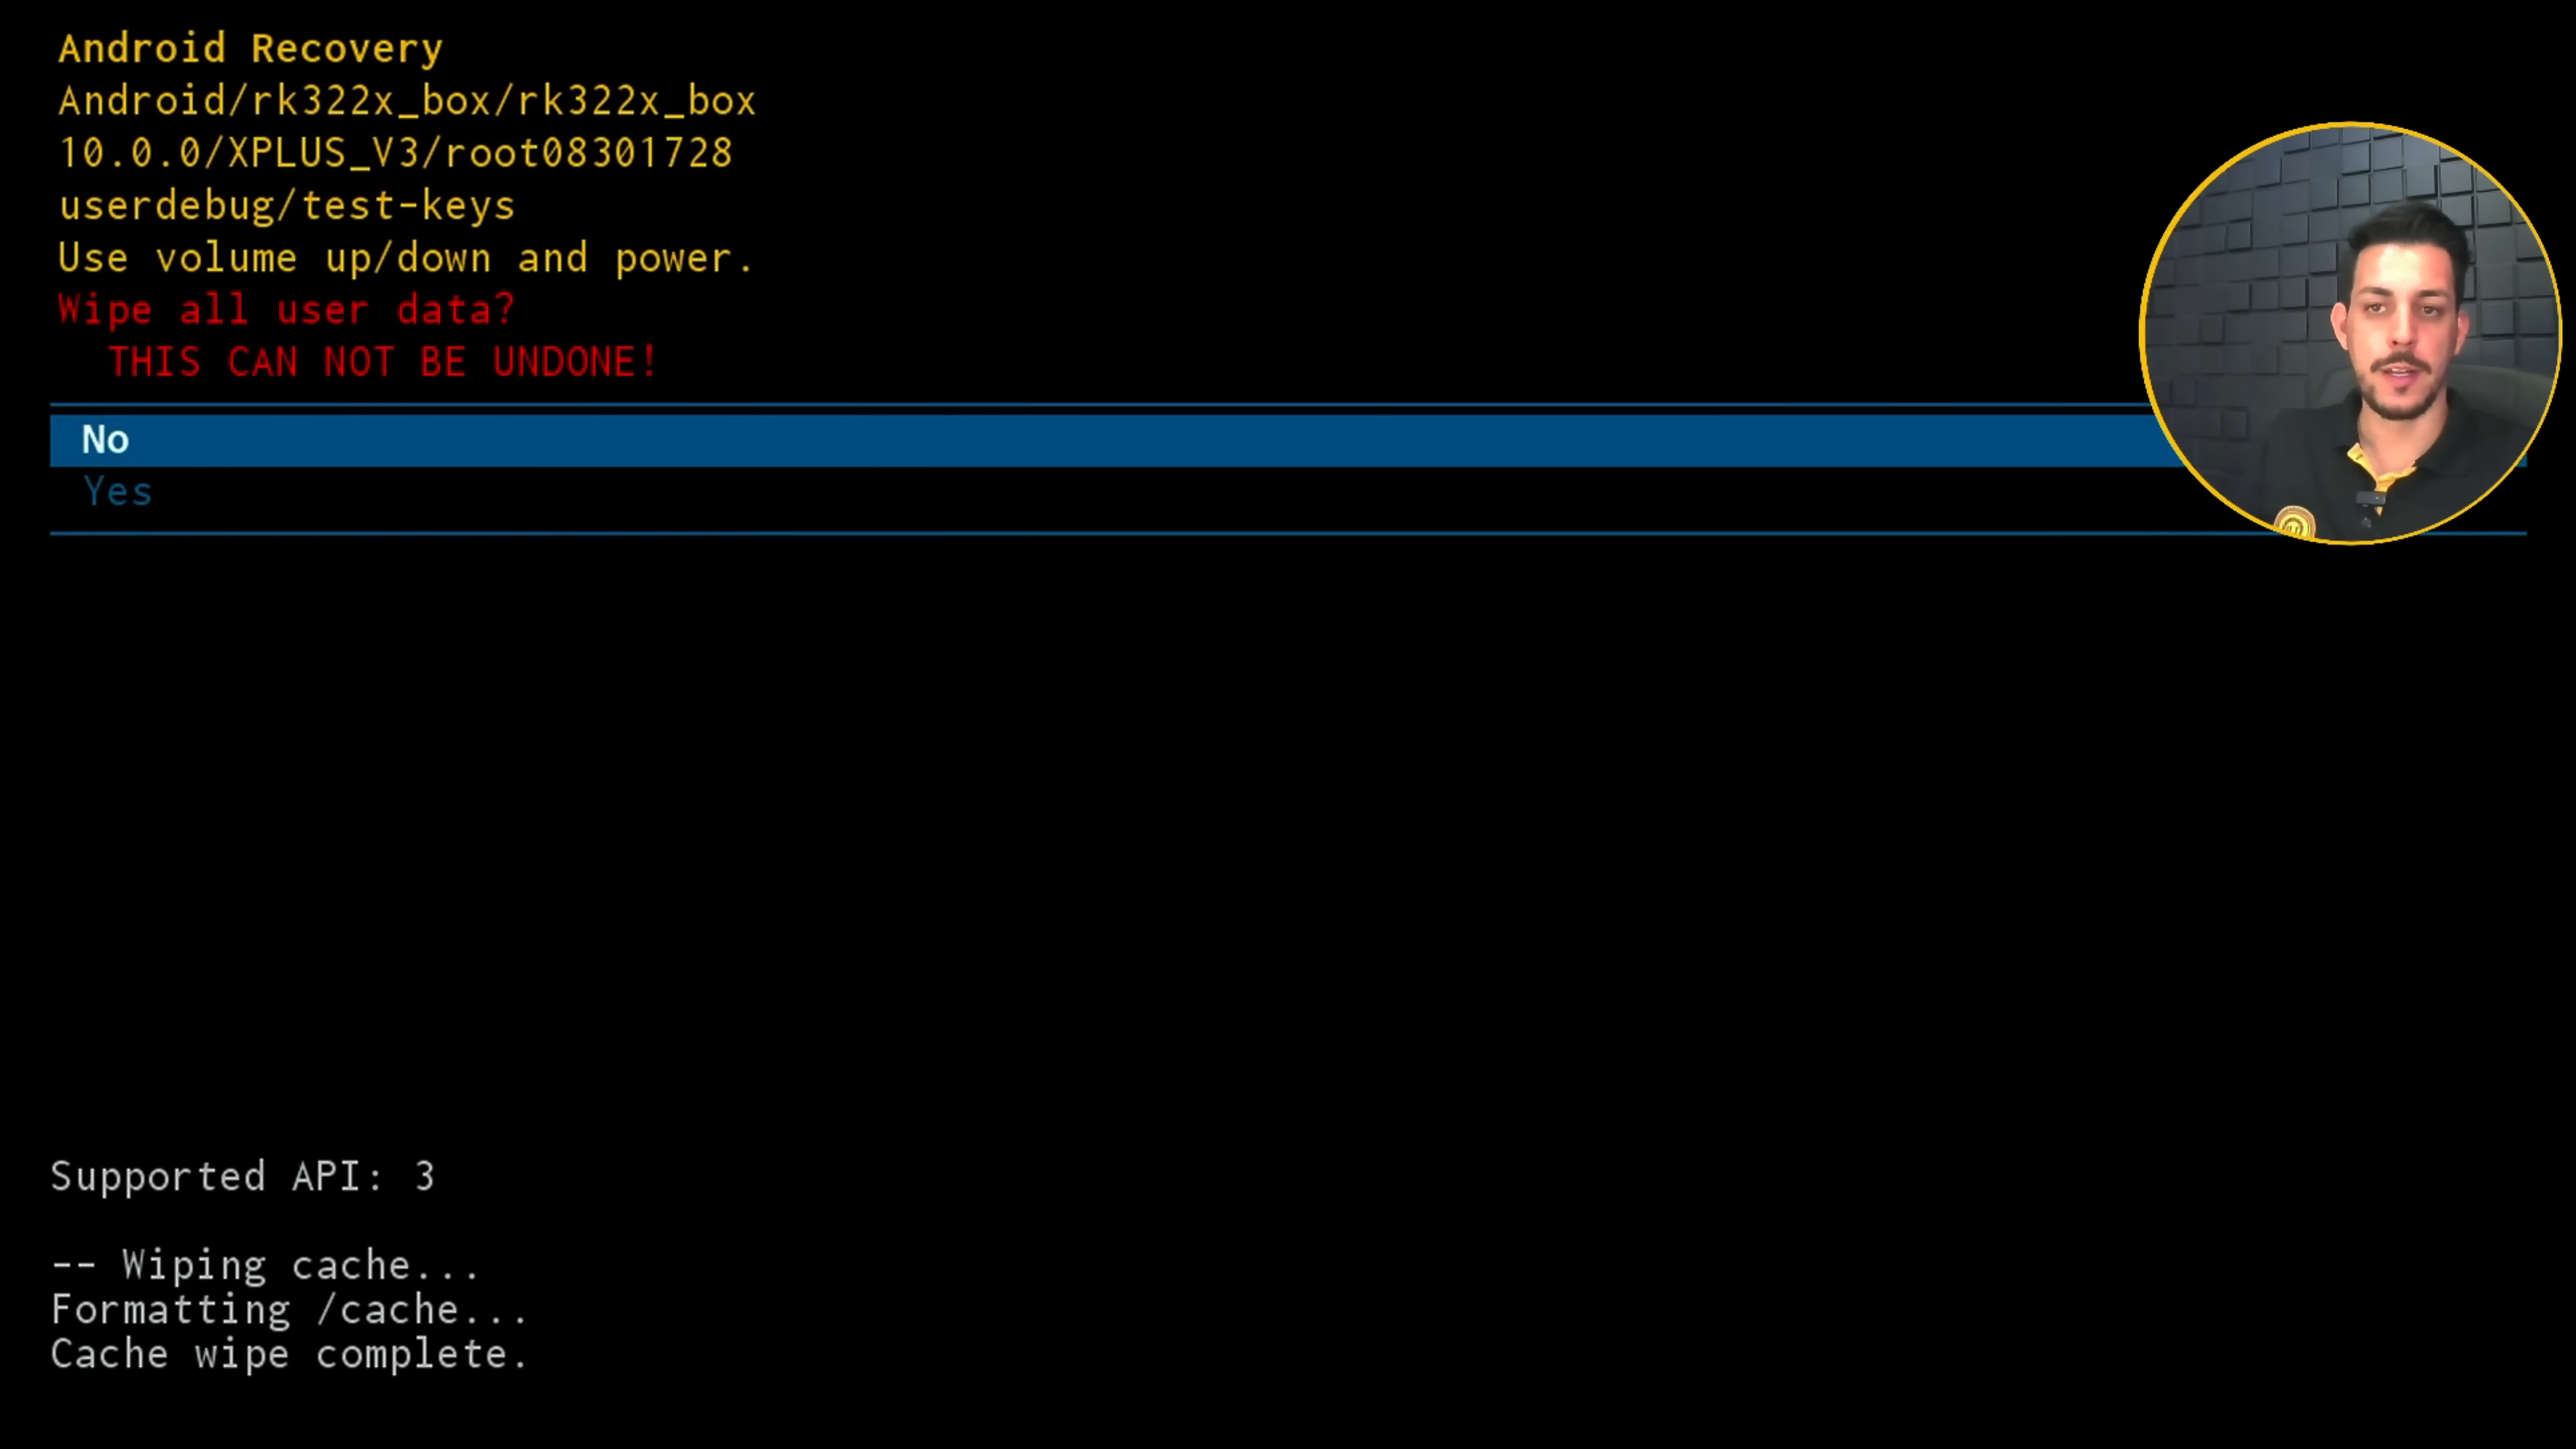 Android Recovery
Android/rk322x_box/rk322x_box
10.0.0/XPLUS_V3/root08301728
userdebug/test-keys
Use volume up/down and power.
Wipe all user data?
THIS CAN NOT BE UNDONE!
No
Yes
Supported API: 3
-- Wiping cache...
Formatting /cache...
Cache wipe complete.